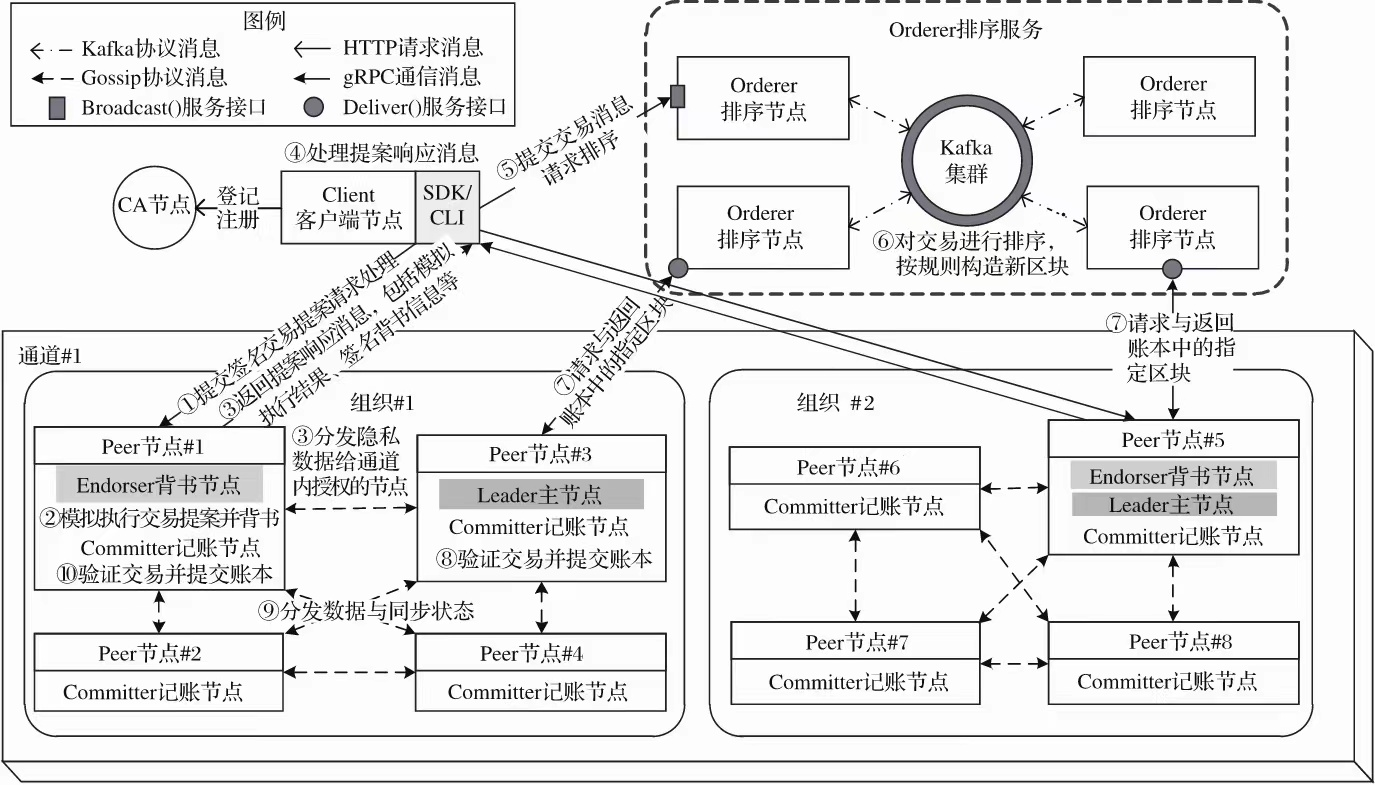 图例
Kafka协议消息
HTTP请求消息
Gossip协议消息
gRPC通信消息
Broadcast()服务接口
Deliver()服务接口
Orderer排序服务
Orderer
排序节点
Orderer
排序节点
Kafka
集群
Orderer
排序节点
Orderer
排序节点
⑥对交易进行排序,
按规则构造新区块
④处理提案响应消息
⑤提交交易消息
请求排序
CA节点
登记
注册
Client
客户端节点
SDK/
CLI
①提交签名交易提案请求处理
③返回提案响应消息,包括模拟
执行结果、签名背书信息等
⑦请求与返回
账本中的指定区块
⑦请求与返回
账本中的指
定区块
通道#1
组织#1
Peer节点#1
Endorser背书节点
②模拟执行交易提案并背书
Committer记账节点
⑩验证交易并提交账本
③分发隐私
数据给通道
内授权的节点
Peer节点#3
Leader主节点
Committer记账节点
⑧验证交易并提交账本
⑨分发数据与同步状态
Peer节点#2
Committer记账节点
Peer节点#4
Committer记账节点
组织 #2
Peer节点#6
Committer记账节点
Peer节点#5
Endorser背书节点
Leader主节点
Committer记账节点
Peer节点#7
Committer记账节点
Peer节点#8
Committer记账节点